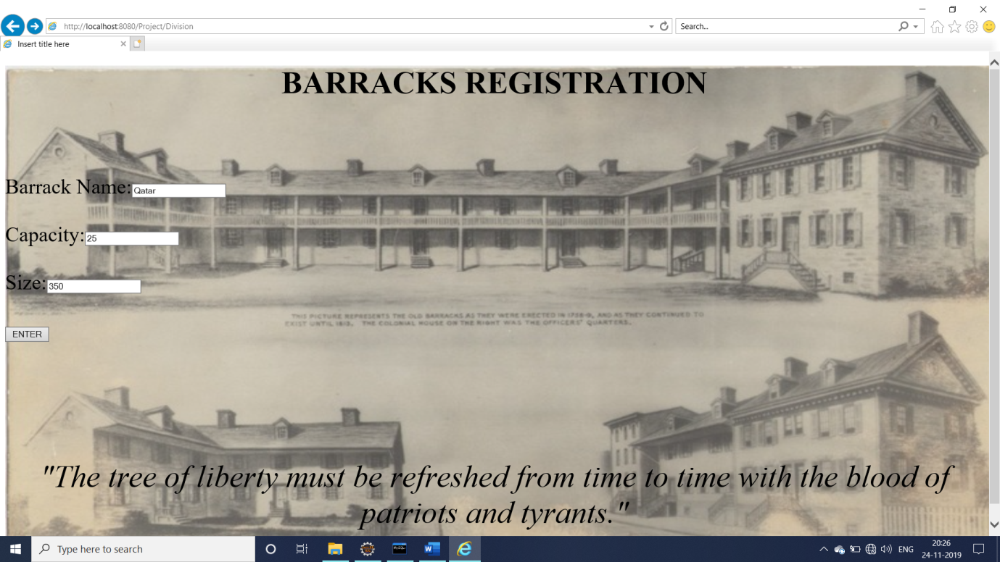 http://localhost:8080/Project/Division
Search...
Insert title here
BARRACKS REGISTRATION
Barrack Name: Qatar
Capacity: 25
Size: 350
THIS PICTURE REPRESENTS THE OLD BARRACKS AS THEY WERE ERECTED IN 1758-9, AND AS THEY CONTINUED TO
EXIST UNTIL 1813. THE COLONIAL HOUSE ON THE RIGHT WAS THE OFFICERS' QUARTERS.
ENTER
"The tree of liberty must be refreshed from time to time with the blood of
patriots and tyrants."
Type here to search
ENG
20:26
24-11-2019